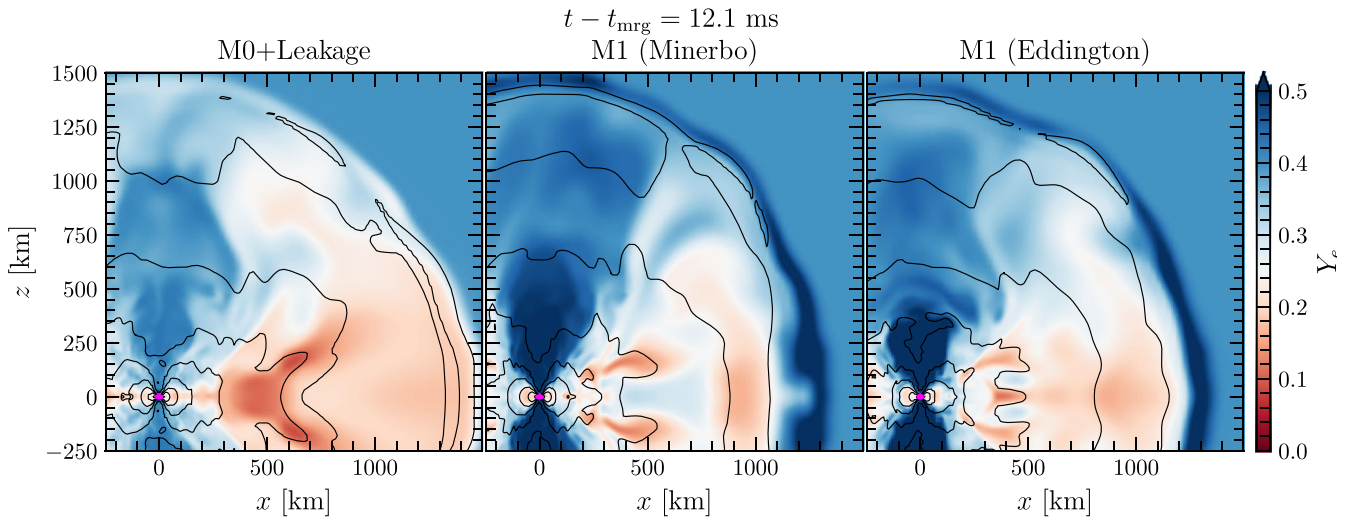 t − t_mrg = 12.1 ms
M0+Leakage M1 (Minerbo) M1 (Eddington)
1500
1250
1000
750
500
250
0
−250
z [km]
0 500 1000 0 500 1000 0 500 1000
x [km] x [km] x [km]
0.5
0.4
0.3
0.2
0.1
0.0
Y_e